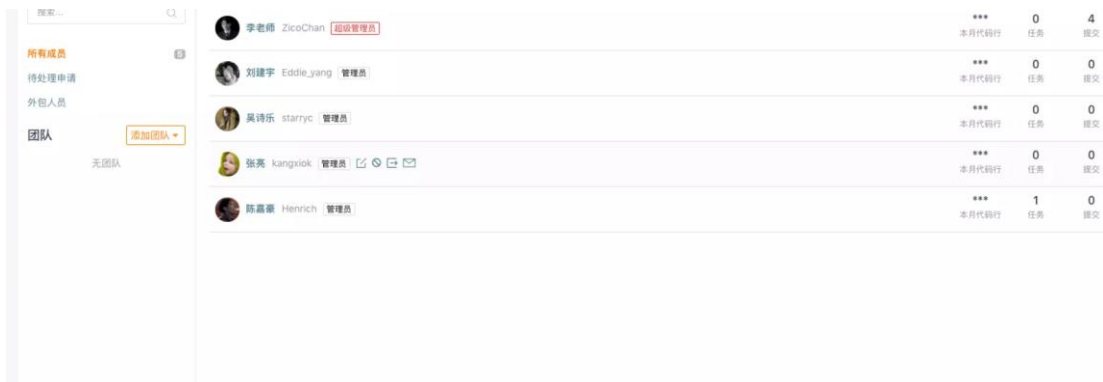 搜索...
所有成员 5
待处理申请
外包人员
团队 添加团队
无团队
李老师 ZicoChan 超级管理员 *** 0 4
本月代码行 任务 提交
刘建宇 Eddie_yang 管理员 *** 0 0
本月代码行 任务 提交
吴诗乐 starryc 管理员 *** 0 0
本月代码行 任务 提交
张亮 kangxiok 管理员 *** 0 0
本月代码行 任务 提交
陈嘉豪 Henrich 管理员 *** 1 0
本月代码行 任务 提交